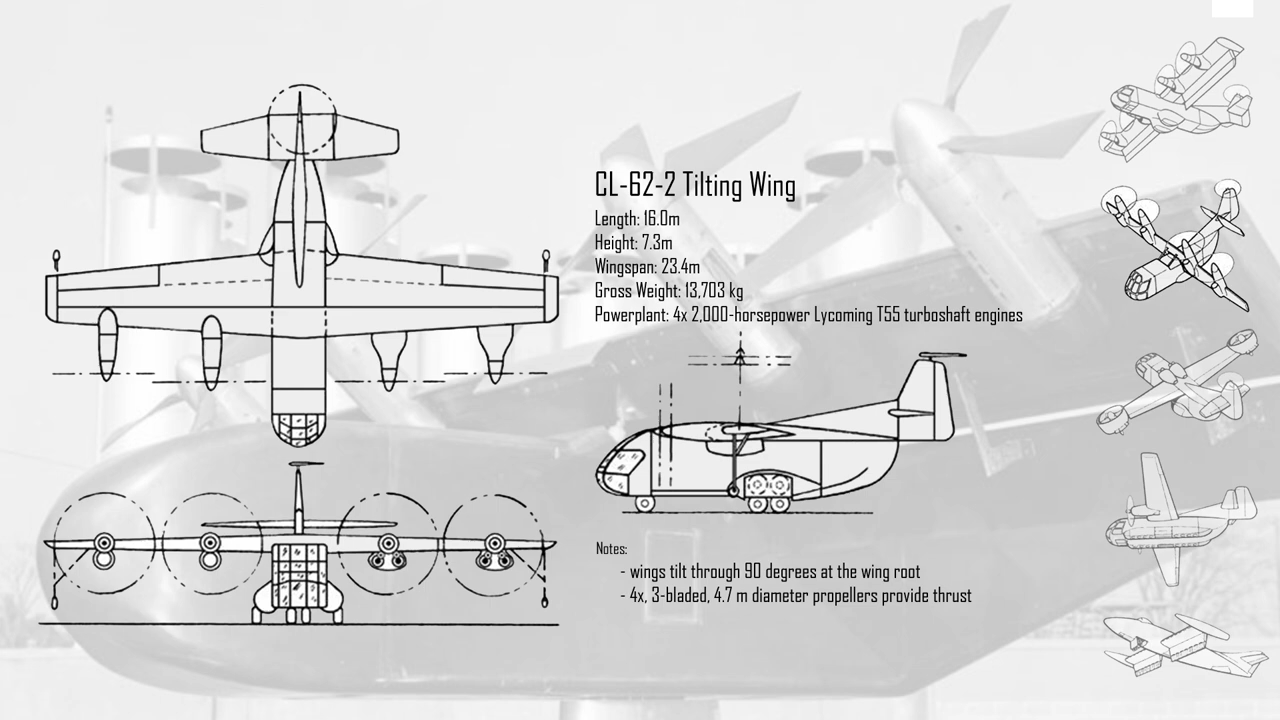 CL-62-2 Tilting Wing
Length: 16.0m
Height: 7.3m
Wingspan: 23.4m
Gross Weight: 13,703 kg
Powerplant: 4x 2,000-horsepower Lycoming T55 turboshaft engines
Notes:
- wings tilt through 90 degrees at the wing root
- 4x, 3-bladed, 4.7 m diameter propellers provide thrust